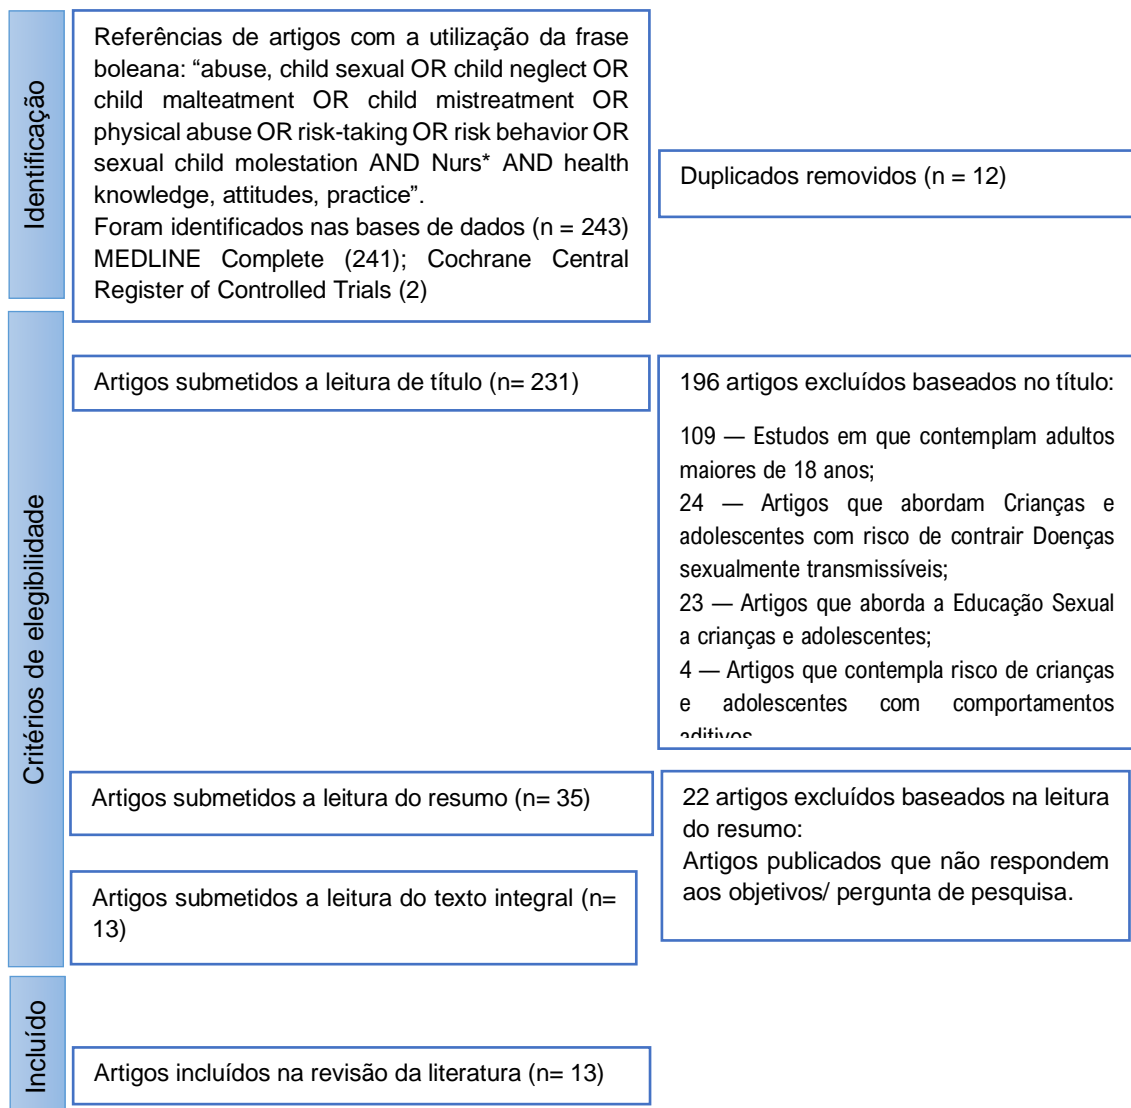 Identificação
Referências de artigos com a utilização da frase
boleana: “abuse, child sexual OR child neglect OR
child malteatment OR child mistreatment OR
physical abuse OR risk-taking OR risk behavior OR
sexual child molestation AND Nurs* AND health
knowledge, attitudes, practice”.
Foram identificados nas bases de dados (n = 243)
MEDLINE Complete (241); Cochrane Central
Register of Controlled Trials (2)
Duplicados removidos (n = 12)
Critérios de elegibilidade
Artigos submetidos a leitura de título (n= 231)
196 artigos excluídos baseados no título:
109 — Estudos em que contemplam adultos
maiores de 18 anos;
24 — Artigos que abordam Crianças e
adolescentes com risco de contrair Doenças
sexualmente transmissíveis;
23 — Artigos que aborda a Educação Sexual
a crianças e adolescentes;
4 — Artigos que contempla risco de crianças
e adolescentes com comportamentos
aditivos
Artigos submetidos a leitura do resumo (n= 35)
22 artigos excluídos baseados na leitura
do resumo:
Artigos publicados que não respondem
aos objetivos/ pergunta de pesquisa.
Artigos submetidos a leitura do texto integral (n=
13)
Incluído
Artigos incluídos na revisão da literatura (n= 13)